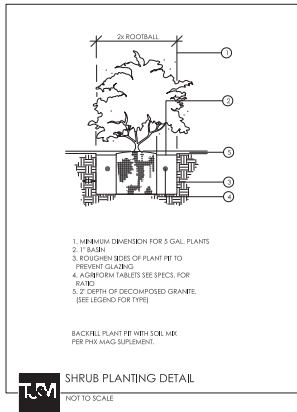 2x ROOTBALL
1
2
5
3
4
1. MINIMUM DIMENSION FOR 5 GAL. PLANTS
2. 1" BASIN
3. ROUGHEN SIDES OF PLANT PIT TO
PREVENT GLAZING
4. AGRIFORM TABLETS SEE SPECS. FOR
RATIO
5. 2" DEPTH OF DECOMPOSED GRANITE.
(SEE LEGEND FOR TYPE)
BACKFILL PLANT PIT WITH SOIL MIX
PER PHX MAG SUPLEMENT.
SHRUB PLANTING DETAIL
NOT TO SCALE